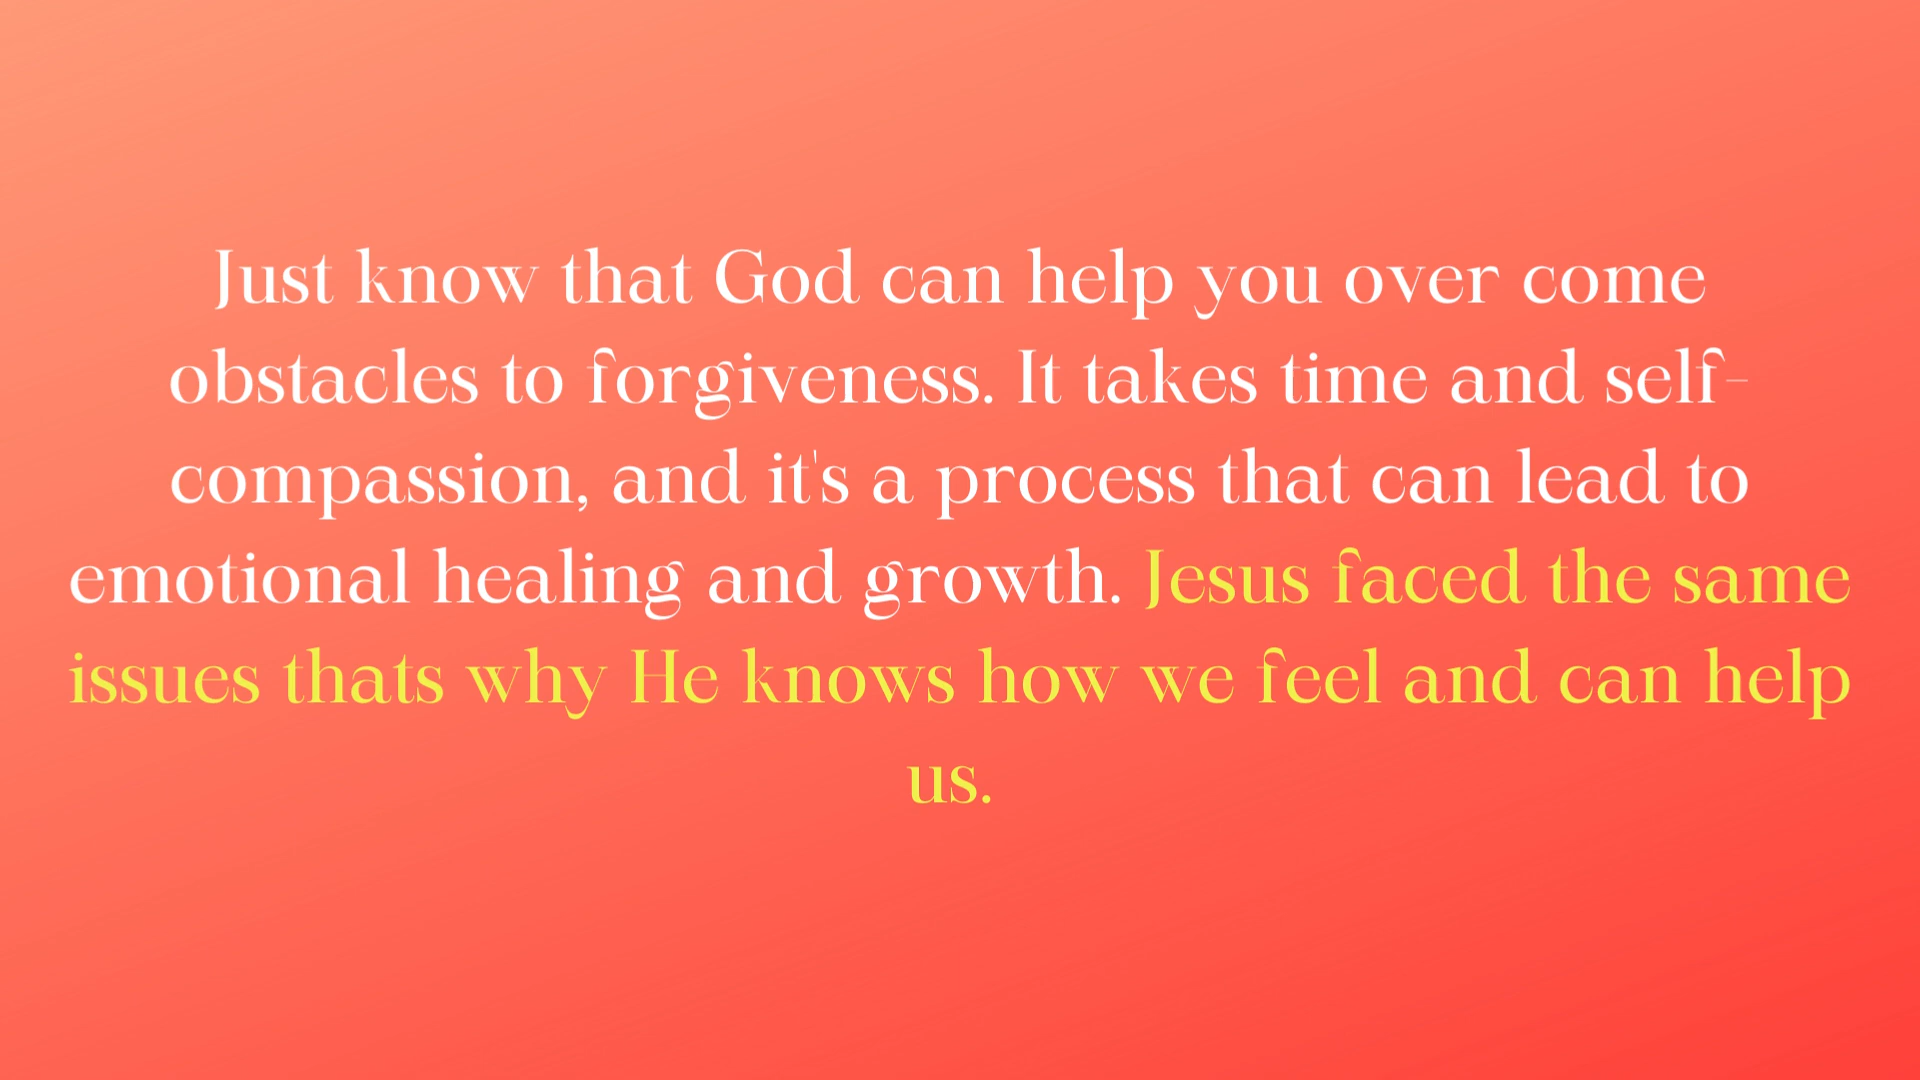 Just know that God can help you over come
obstacles to forgiveness. It takes time and self-
compassion, and it's a process that can lead to
emotional healing and growth. Jesus faced the same
issues thats why He knows how we feel and can help
us.